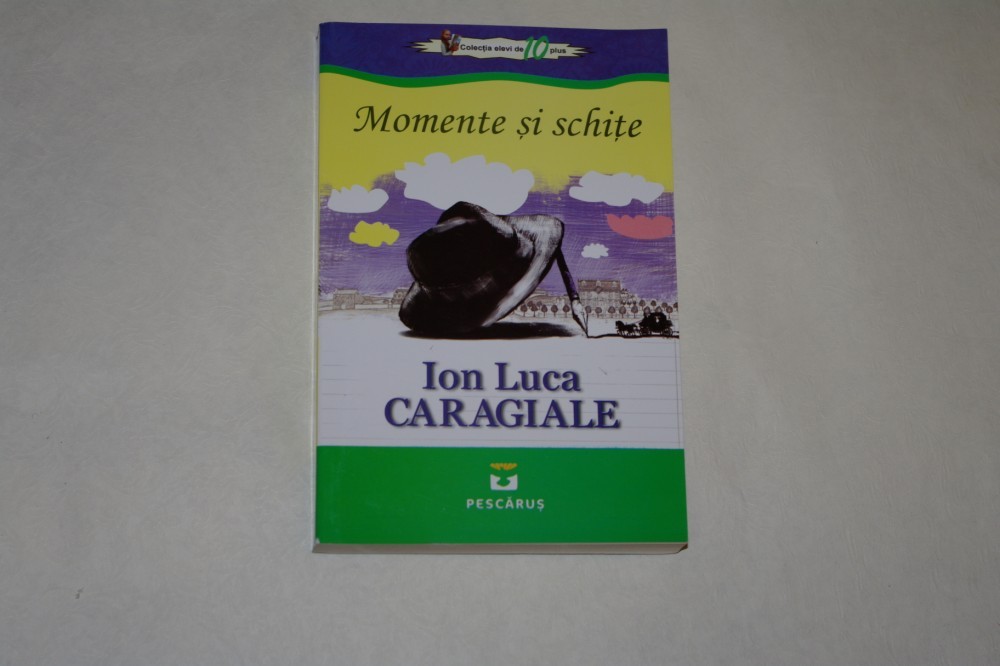 Colecția elevi de 10 plus
Momente și schițe
Ion Luca
CARAGIALE
PESCĂRUȘ